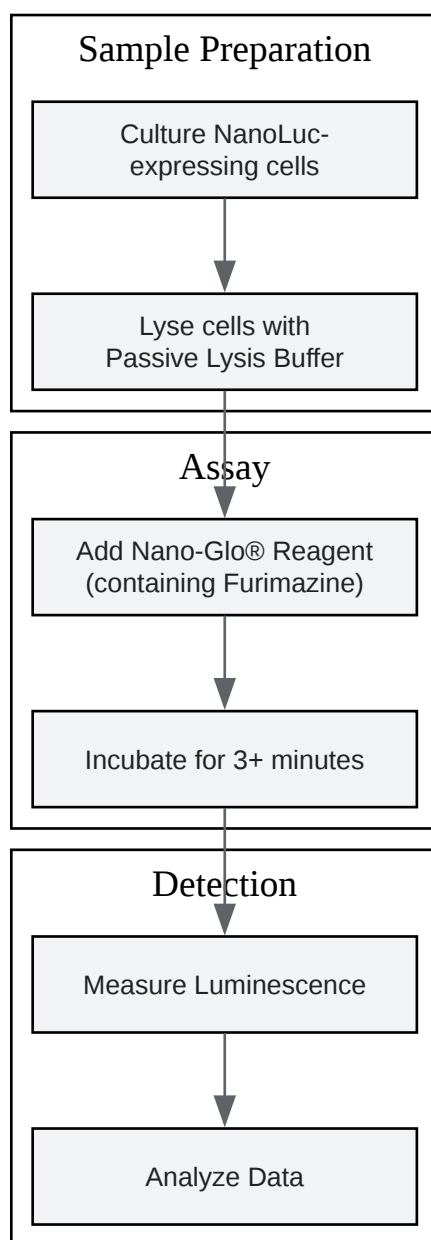 Sample Preparation
Culture NanoLuc-
expressing cells
Lyse cells with
Passive Lysis Buffer
Assay
Add Nano-Glo® Reagent
(containing Furimazine)
Incubate for 3+ minutes
Detection
Measure Luminescence
Analyze Data